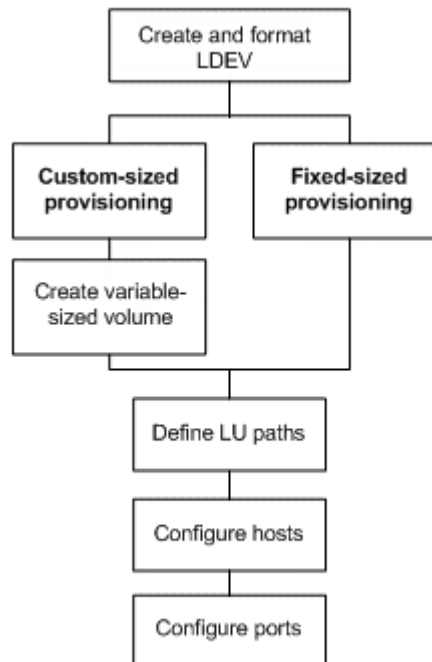 Create and format
LDEV
Custom-sized
provisioning
Fixed-sized
provisioning
Create variable-
sized volume
Define LU paths
Configure hosts
Configure ports